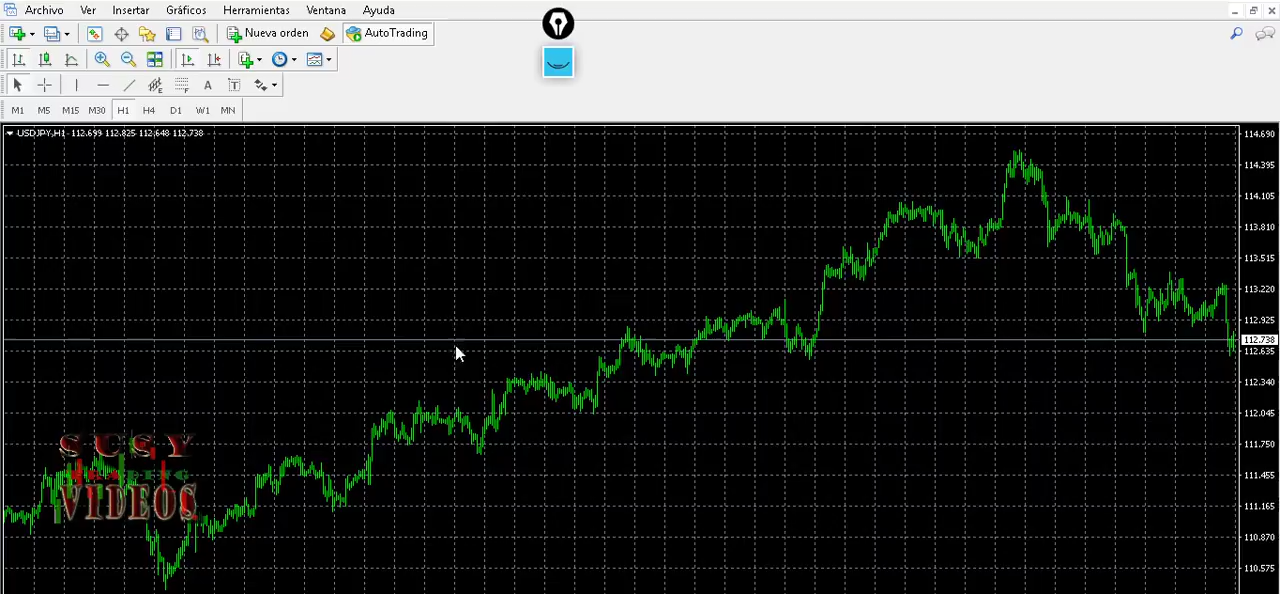 Archivo Ver Insertar Gráficos Herramientas Ventana Ayuda
Nueva orden AutoTrading
A T
M1 M5 M15 M30 H1 H4 D1 W1 MN
USDJPY,H1 112.699 112.825 112.648 112.738
114.690
114.395
114.105
113.810
113.515
113.220
112.925
112.738
112.635
112.340
112.045
111.750
111.455
111.165
110.870
110.575
VIDEOS